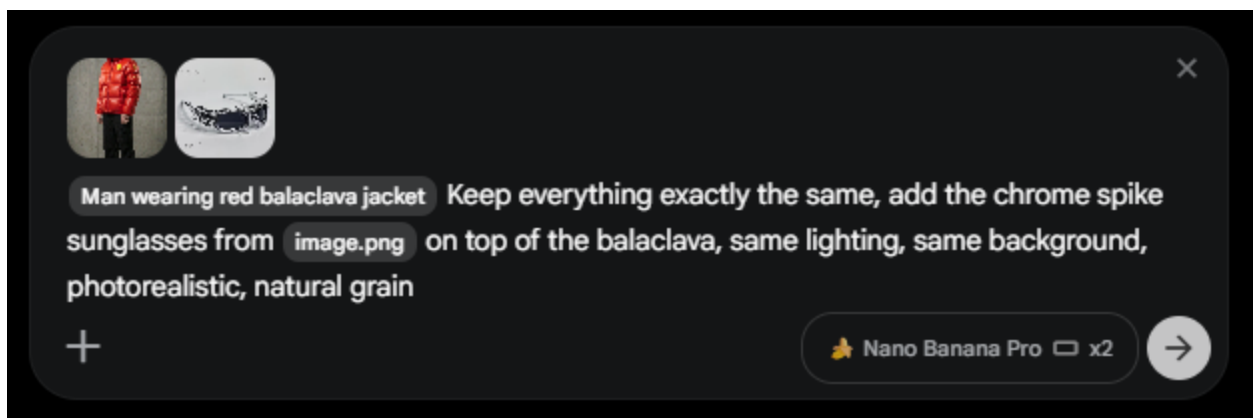 Man wearing red balaclava jacket Keep everything exactly the same, add the chrome spike
sunglasses from image.png on top of the balaclava, same lighting, same background,
photorealistic, natural grain
Nano Banana Pro x2